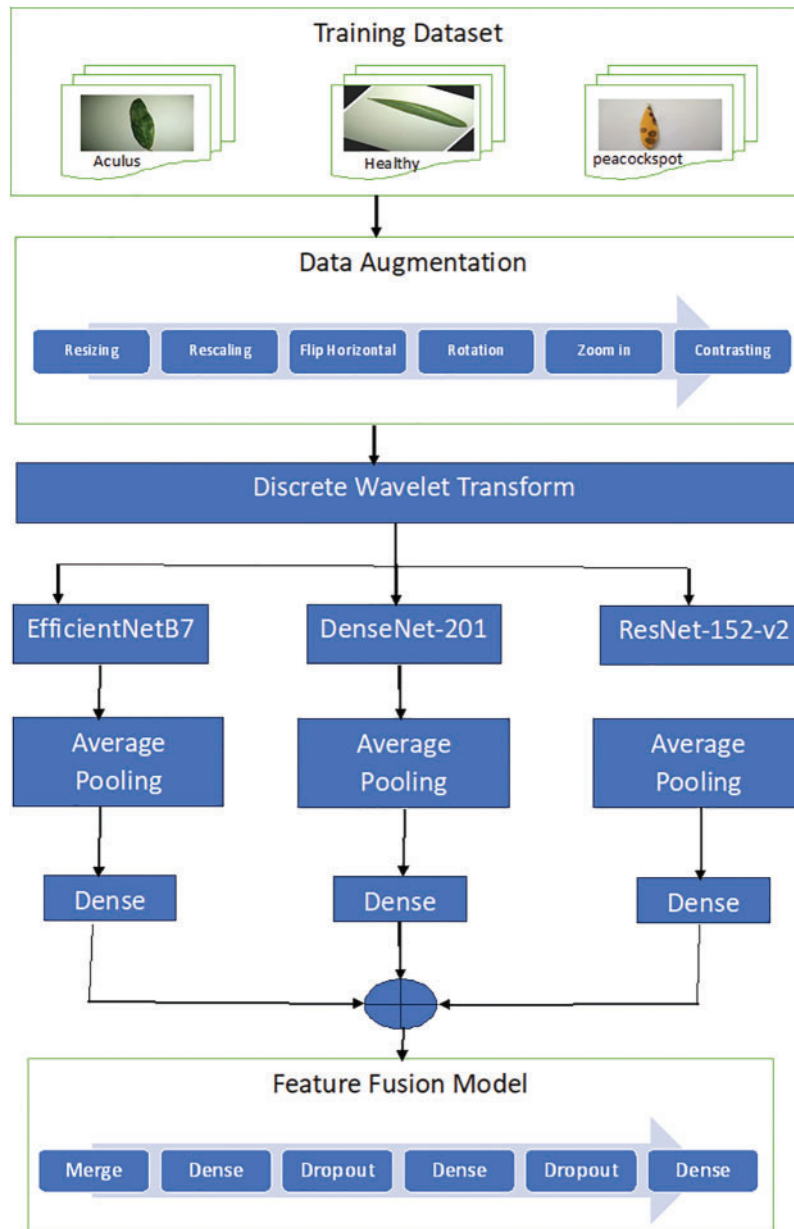 Training Dataset
Aculus
Healthy
peacockspot
Data Augmentation
Resizing
Rescaling
Flip Horizontal
Rotation
Zoom in
Contrasting
Discrete Wavelet Transform
EfficientNetB7
DenseNet-201
ResNet-152-v2
Average
Pooling
Average
Pooling
Average
Pooling
Dense
Dense
Dense
Feature Fusion Model
Merge
Dense
Dropout
Dense
Dropout
Dense